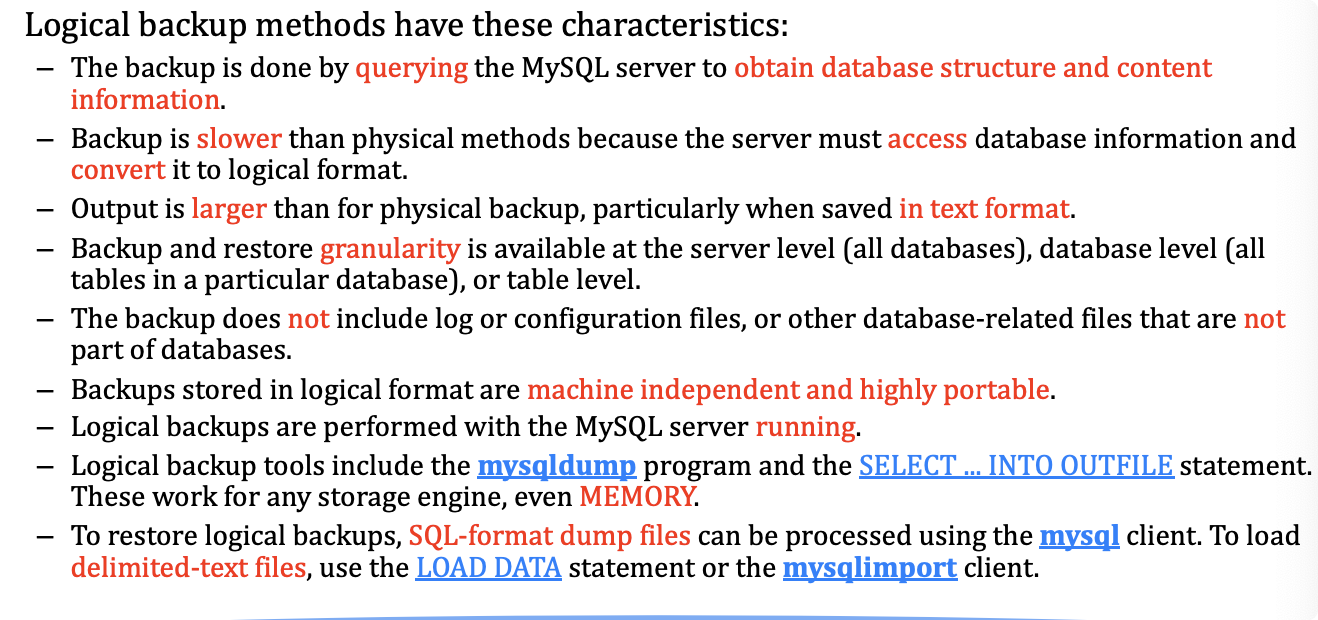 Logical backup methods have these characteristics:
– The backup is done by querying the MySQL server to obtain database structure and content
information.
– Backup is slower than physical methods because the server must access database information and
convert it to logical format.
– Output is larger than for physical backup, particularly when saved in text format.
– Backup and restore granularity is available at the server level (all databases), database level (all
tables in a particular database), or table level.
– The backup does not include log or configuration files, or other database-related files that are not
part of databases.
– Backups stored in logical format are machine independent and highly portable.
– Logical backups are performed with the MySQL server running.
– Logical backup tools include the mysqldump program and the SELECT ... INTO OUTFILE statement.
These work for any storage engine, even MEMORY.
– To restore logical backups, SQL-format dump files can be processed using the mysql client. To load
delimited-text files, use the LOAD DATA statement or the mysqlimport client.